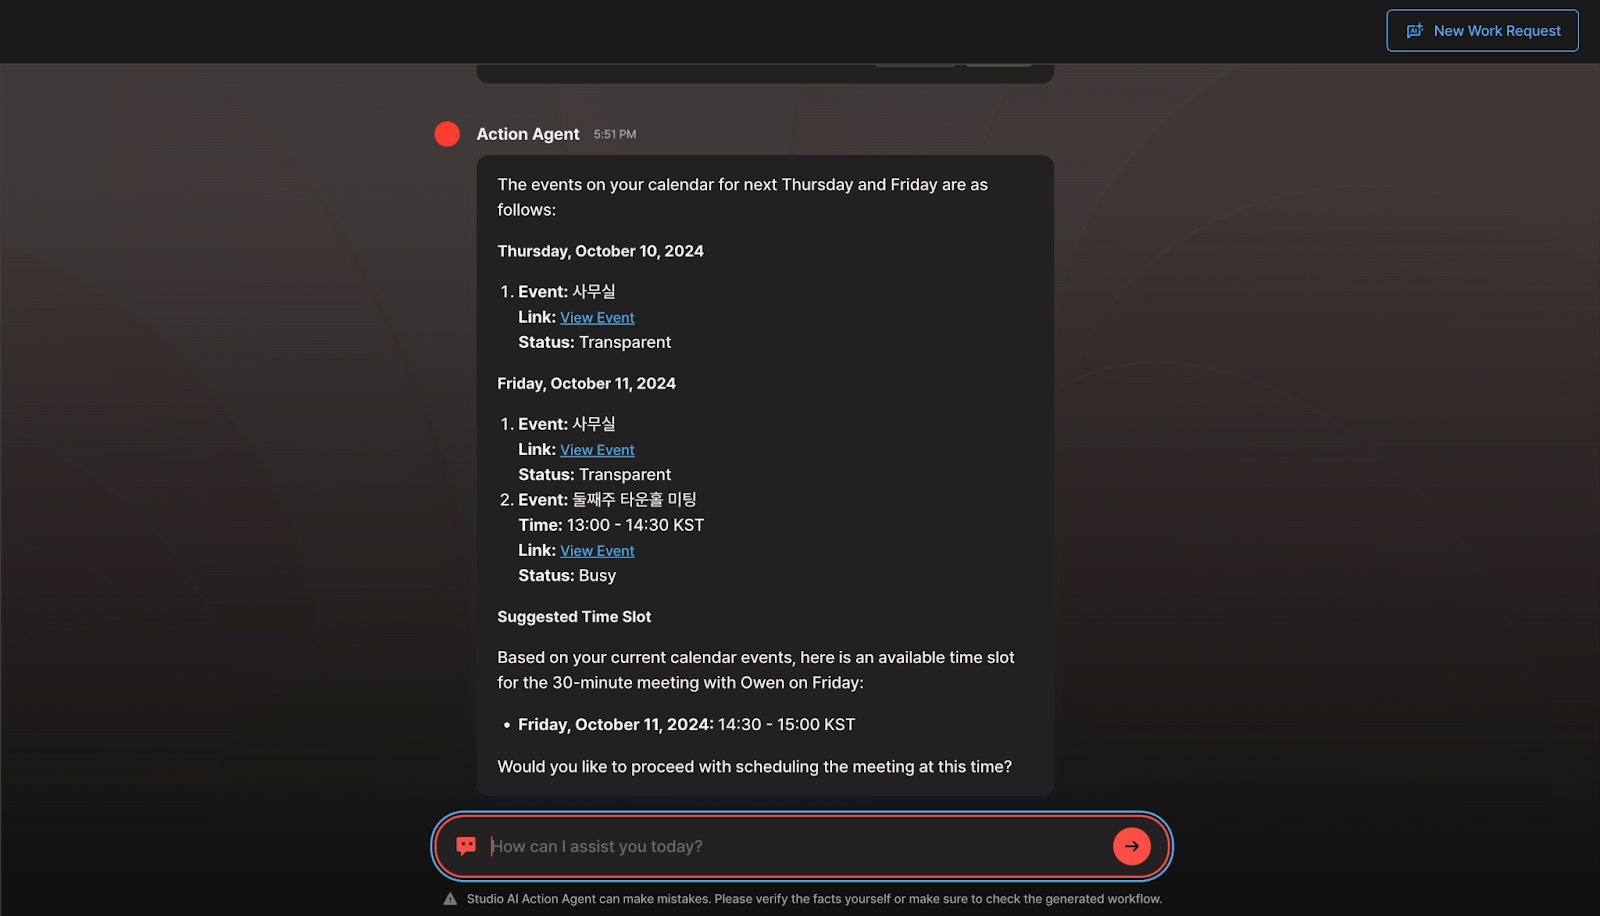 New Work Request
Action Agent 5:51 PM
The events on your calendar for next Thursday and Friday are as
follows:
Thursday, October 10, 2024
1. Event: 사무실
Link: View Event
Status: Transparent
Friday, October 11, 2024
1. Event: 사무실
Link: View Event
Status: Transparent
2. Event: 둘째주 타운홀 미팅
Time: 13:00 - 14:30 KST
Link: View Event
Status: Busy
Suggested Time Slot
Based on your current calendar events, here is an available time slot
for the 30-minute meeting with Owen on Friday:
• Friday, October 11, 2024: 14:30 - 15:00 KST
Would you like to proceed with scheduling the meeting at this time?
How can I assist you today?
Studio AI Action Agent can make mistakes. Please verify the facts yourself or make sure to check the generated workflow.